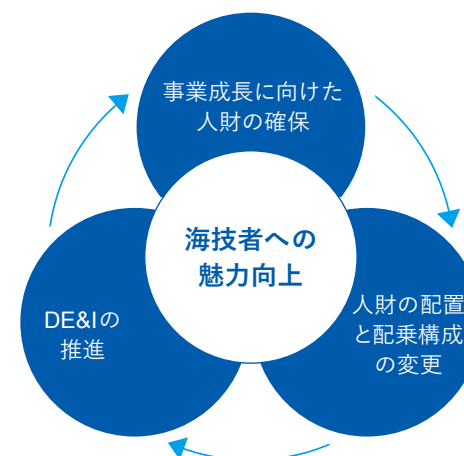 事業成長に向けた
人財の確保
海技者への
魅力向上
DE&Iの
推進
人財の配置
と配乗構成
の変更